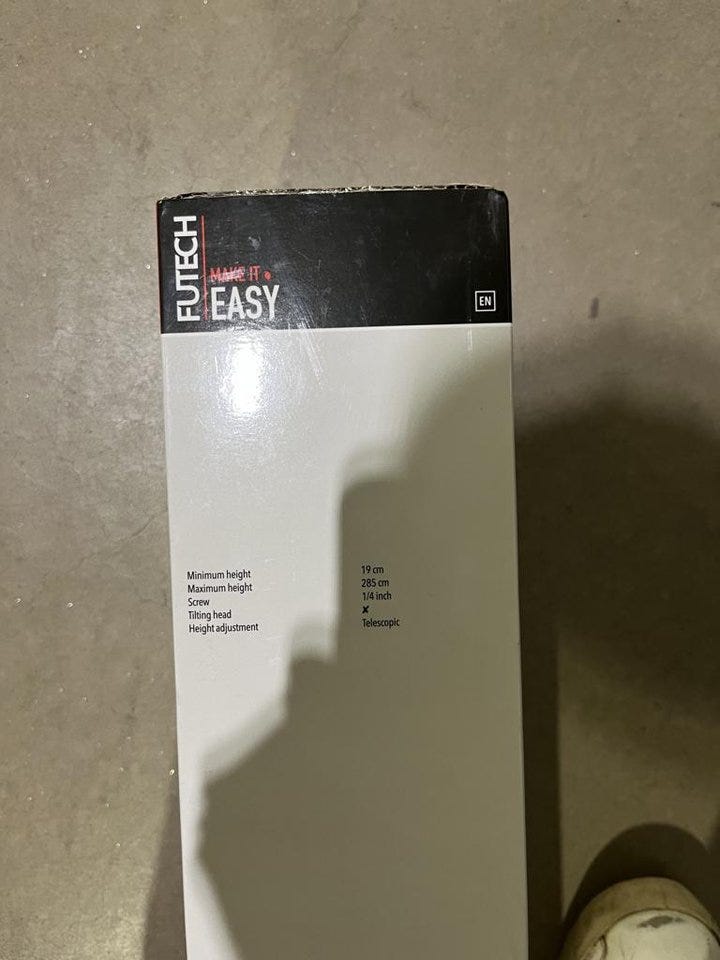 FUTECH
MAKE IT
EASY
EN
Minimum height 19 cm
Maximum height 285 cm
Screw 1/4 inch
Tilting head ✘
Height adjustment Telescopic